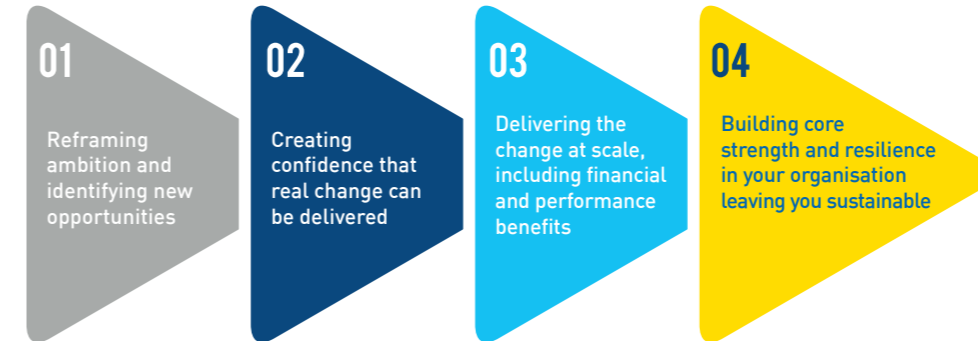 01
Reframing
ambition and
identifying new
opportunities
02
Creating
confidence that
real change can
be delivered
03
Delivering the
change at scale,
including financial
and performance
benefits
04
Building core
strength and resilience
in your organisation
leaving you sustainable